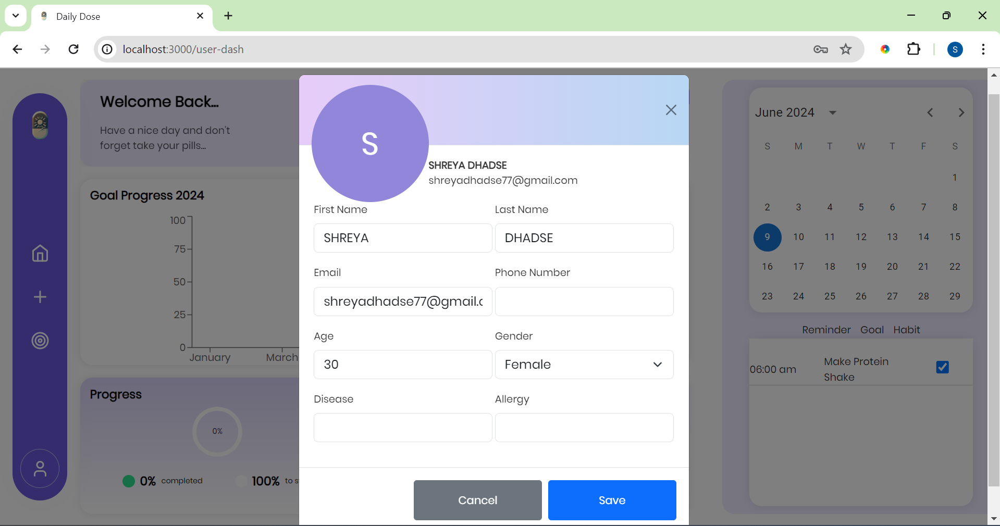 Daily Dose
localhost:3000/user-dash
S
Welcome Back...
Have a nice day and don't
forget take your pills...
Goal Progress 2024
100
75
50
25
0
January March
Progress
0%
0% completed 100% to s
S
SHREYA DHADSE
shreyadhadse77@gmail.com
First Name Last Name
SHREYA DHADSE
Email Phone Number
shreyadhadse77@gmail.c
Age Gender
30 Female
Disease Allergy
Cancel Save
June 2024
S M T W T F S
1
2 3 4 5 6 7 8
9 10 11 12 13 14 15
16 17 18 19 20 21 22
23 24 25 26 27 28 29
Reminder Goal Habit
06:00 am Make Protein
Shake